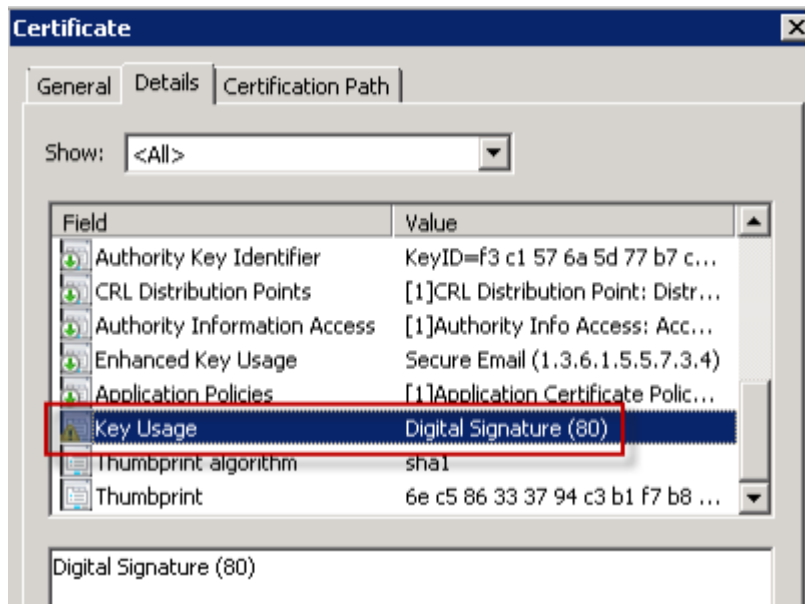 Certificate
General Details Certification Path
Show: <All>
Field Value
Authority Key Identifier KeyID=f3 c1 57 6a 5d 77 b7 c...
CRL Distribution Points [1]CRL Distribution Point: Distr...
Authority Information Access [1]Authority Info Access: Acc...
Enhanced Key Usage Secure Email (1.3.6.1.5.5.7.3.4)
Application Policies [1]Application Certificate Polic...
Key Usage Digital Signature (80)
Thumbprint algorithm sha1
Thumbprint 6e c5 86 33 37 94 c3 b1 f7 b8 ...
Digital Signature (80)